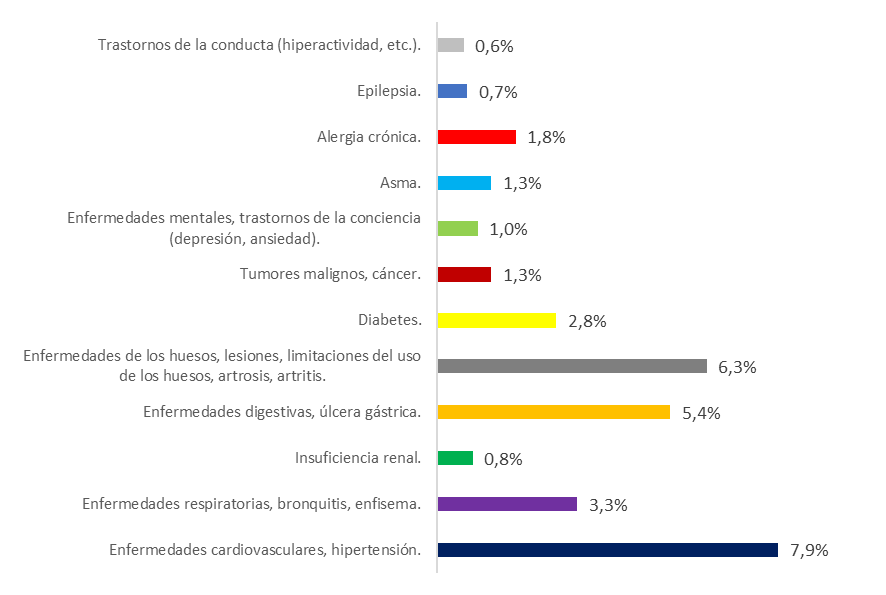 Trastornos de la conducta (hiperactividad, etc.). 0,6%
Epilepsia. 0,7%
Alergia crónica. 1,8%
Asma. 1,3%
Enfermedades mentales, trastornos de la conciencia
(depresión, ansiedad). 1,0%
Tumores malignos, cáncer. 1,3%
Diabetes. 2,8%
Enfermedades de los huesos, lesiones, limitaciones del uso
de los huesos, artrosis, artritis. 6,3%
Enfermedades digestivas, úlcera gástrica. 5,4%
Insuficiencia renal. 0,8%
Enfermedades respiratorias, bronquitis, enfisema. 3,3%
Enfermedades cardiovasculares, hipertensión. 7,9%